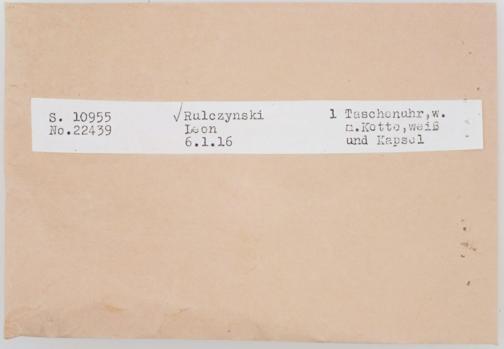 S. 10955
No.22439
√Rulczynski
Leon
6.1.16
1 Taschenuhr,w.
m.Kette,weiß
und Kapsel